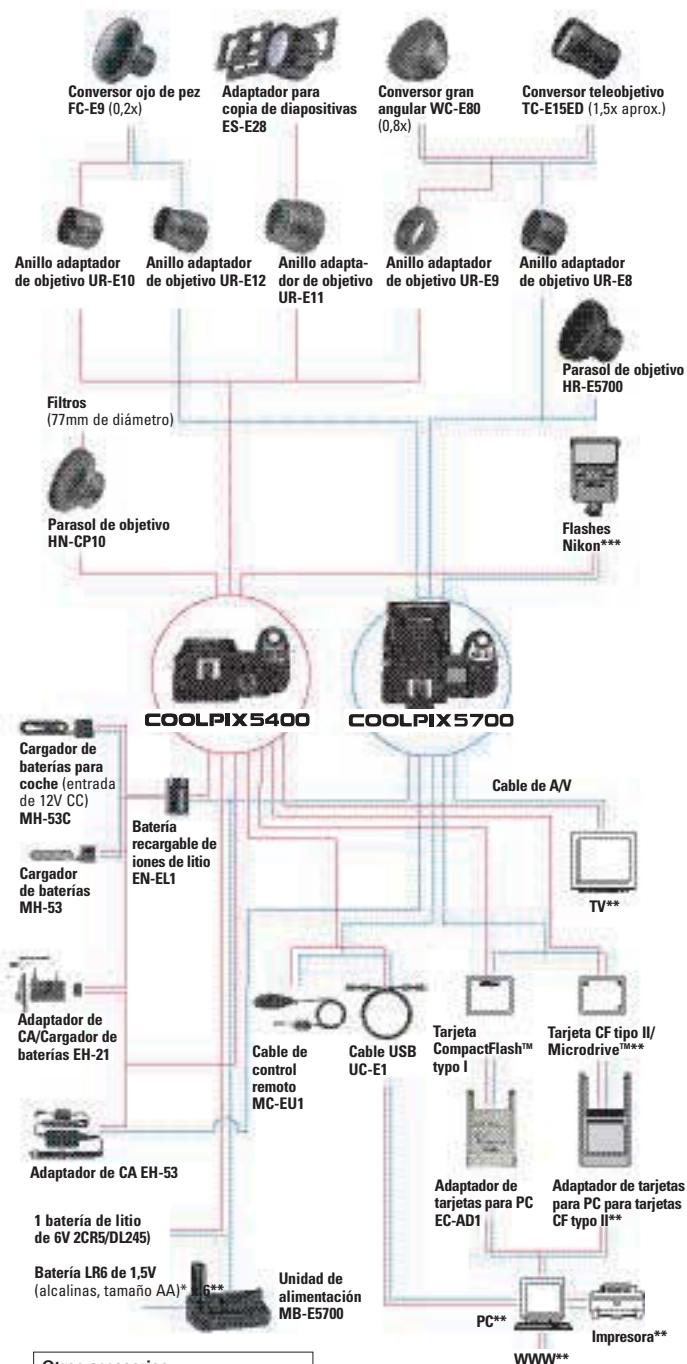 Conversor ojo de pez
FC-E9 (0,2x)
Adaptador para
copia de diapositivas
ES-E28
Conversor gran
angular WC-E80
(0,8x)
Conversor teleobjetivo
TC-E15ED (1,5x aprox.)
Anillo adaptador
de objetivo UR-E10
Anillo adaptador
de objetivo UR-E12
Anillo adapta-
dor de objetivo
UR-E11
Anillo adaptador
de objetivo UR-E9
Anillo adaptador
de objetivo UR-E8
Parasol de objetivo
HR-E5700
Filtros
(77mm de diámetro)
Parasol de objetivo
HN-CP10
Flashes
Nikon***
COOLPIX5400
COOLPIX5700
Cargador de
baterías para
coche (entrada
de 12V CC)
MH-53C
Batería
recargable de
iones de litio
EN-EL1
Cable de A/V
Cargador
de baterías
MH-53
TV**
Adaptador de
CA/Cargador de
baterías EH-21
Cable de
control
remoto
MC-EU1
Cable USB
UC-E1
Tarjeta
CompactFlash™
typo I
Tarjeta CF tipo II/
Microdrive™**
Adaptador de CA EH-53
Adaptador de
tarjetas para PC
EC-AD1
Adaptador de tarjetas
para PC para tarjetas
CF typo II**
1 batería de litio
de 6V 2CR5/DL245)
Batería LR6 de 1,5V
(alcalinas, tamaño AA)* 6**
Unidad de
alimentación
MB-E5700
PC**
Impresora**
WWW**
Otros accesorios